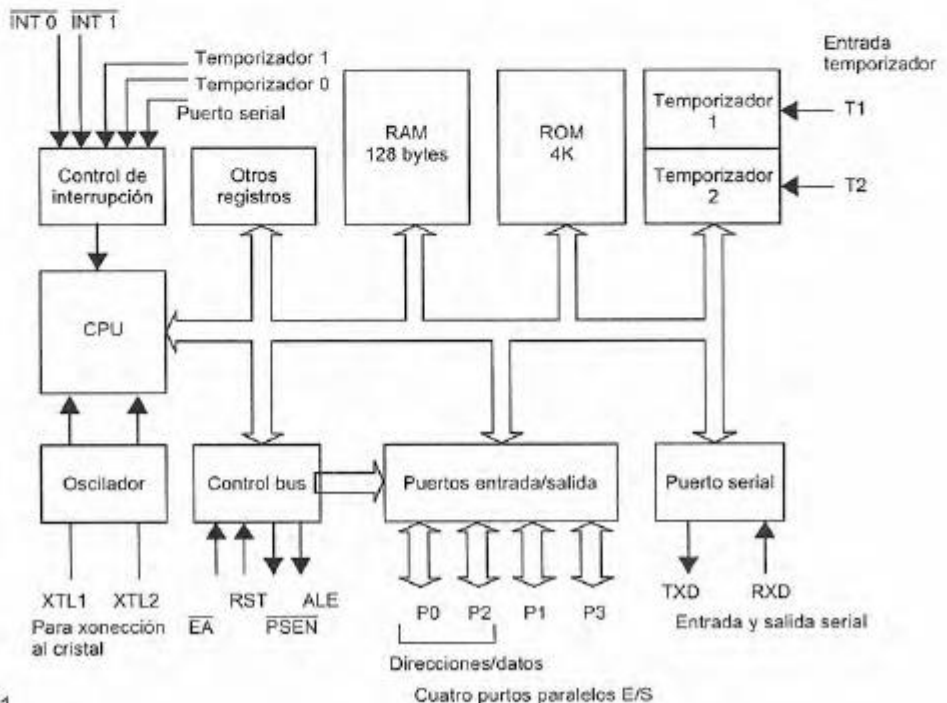 INT 0 INT 1
Temporizador 1
Temporizador 0
Puerto serial
Entrada
temporizador
Control de
interrupción
Otros
registros
RAM
128 bytes
ROM
4K
Temporizador
1
T1
Temporizador
2
T2
CPU
Oscilador
Control bus
Puertos entrada/salida
Puerto serial
XTL1 XTL2
Para xonección
al cristal
EA RST PSEN ALE
P0 P2 P1 P3
Direcciones/datos
Cuatro purtos paralelos E/S
TXD RXD
Entrada y salida serial